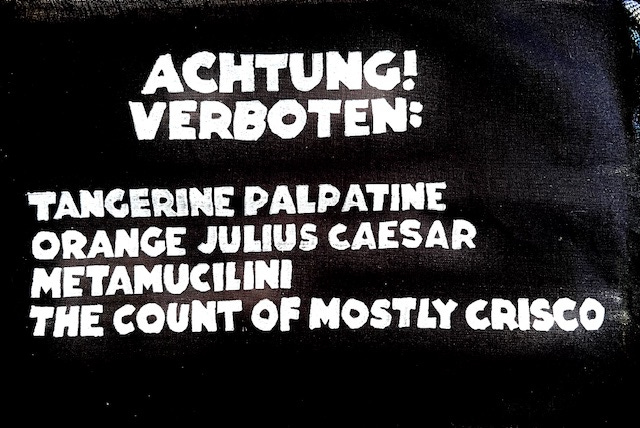 ACHTUNG!
VERBOTEN:
TANGERINE PALPATINE
ORANGE JULIUS CAESAR
METAMUCILINI
THE COUNT OF MOSTLY CRISCO